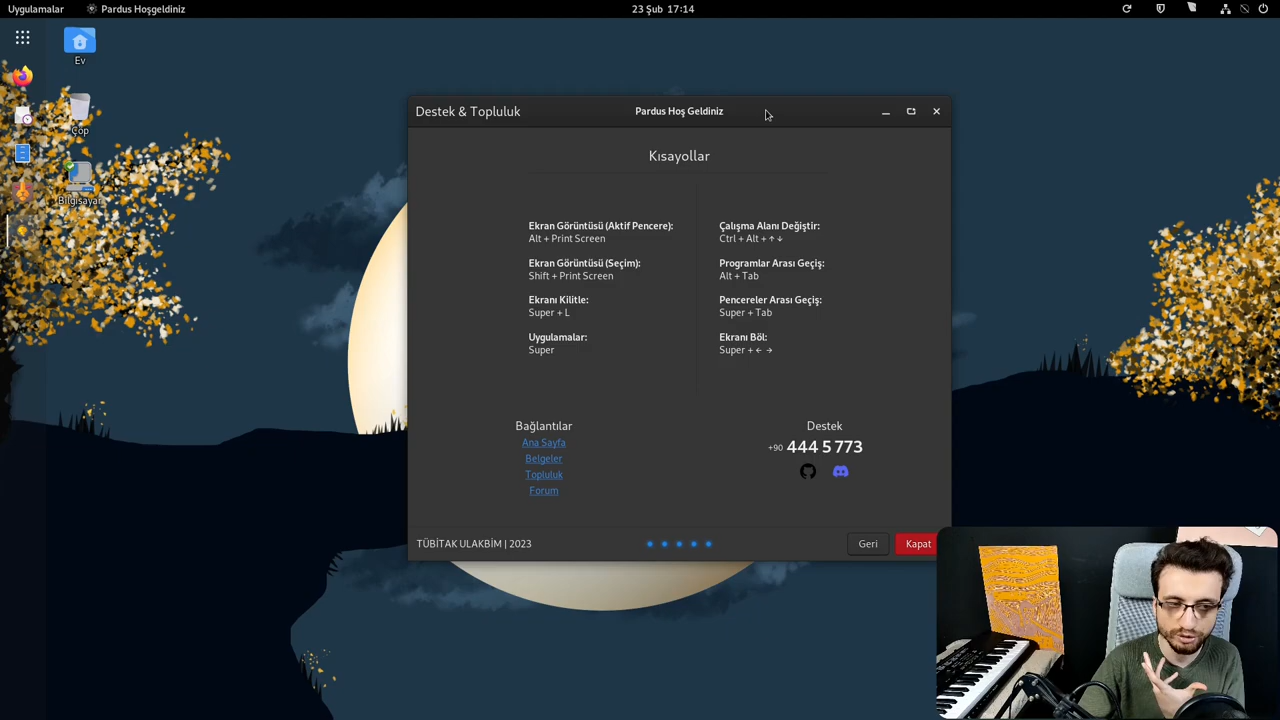 Uygulamalar
Pardus Hoşgeldiniz
23 Şub 17:14
Ev
Çöp
Bilgisayar
Destek & Topluluk
Pardus Hoş Geldiniz
Kısayollar
Ekran Görüntüsü (Aktif Pencere):
Alt + Print Screen
Ekran Görüntüsü (Seçim):
Shift + Print Screen
Ekranı Kilitle:
Super + L
Uygulamalar:
Super
Çalışma Alanı Değiştir:
Ctrl + Alt + ↑ ↓
Programlar Arası Geçiş:
Alt + Tab
Pencereler Arası Geçiş:
Super + Tab
Ekranı Böl:
Super + ← →
Bağlantılar
Ana Sayfa
Belgeler
Topluluk
Forum
Destek
+90 444 5 773
TÜBİTAK ULAKBİM | 2023
Geri
Kapat